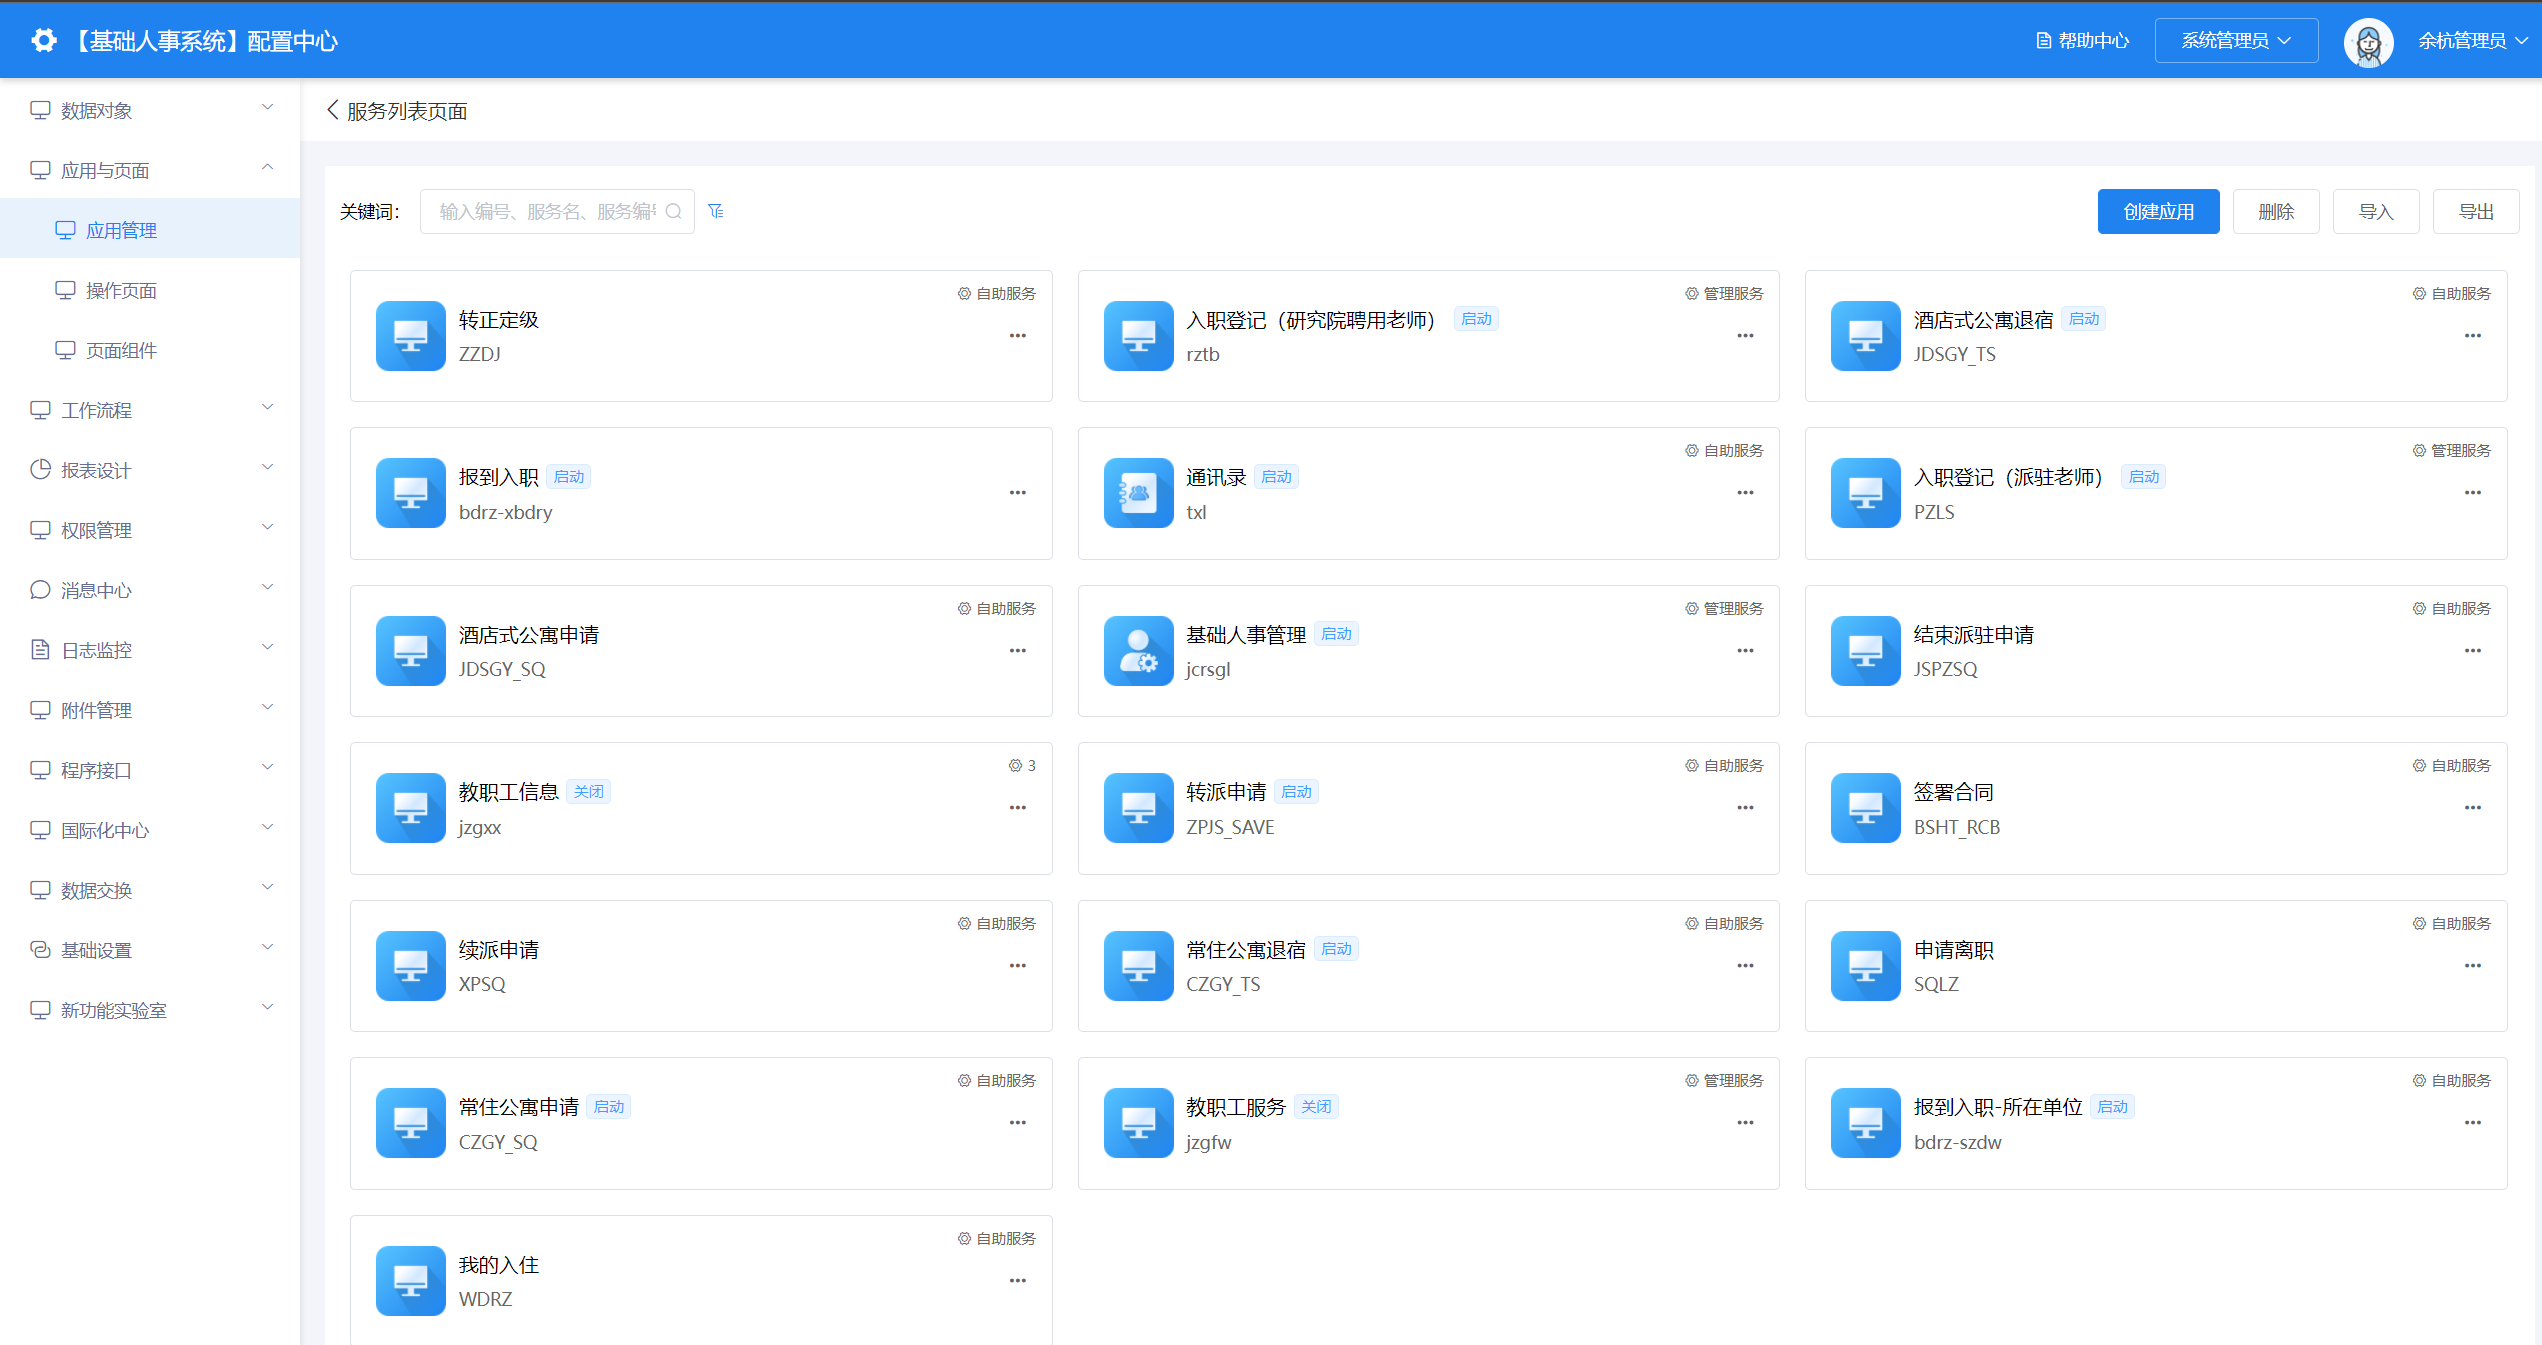 【基础人事系统】配置中心
帮助中心
系统管理员
余杭管理员
数据对象
应用与页面
应用管理
操作页面
页面组件
工作流程
报表设计
权限管理
消息中心
日志监控
附件管理
程序接口
国际化中心
数据交换
基础设置
新功能实验室
服务列表页面
关键词:
输入编号、服务名、服务编
创建应用
删除
导入
导出
自助服务
转正定级
ZZDJ
管理服务
入职登记（研究院聘用老师） 启动
rztb
自助服务
酒店式公寓退宿 启动
JDSGY_TS
报到入职 启动
bdrz-xbdry
自助服务
通讯录 启动
txl
管理服务
入职登记（派驻老师） 启动
PZLS
自助服务
酒店式公寓申请
JDSGY_SQ
管理服务
基础人事管理 启动
jcrsgl
自助服务
结束派驻申请
JSPZSQ
3
教职工信息 关闭
jzgxx
自助服务
转派申请 启动
ZPJS_SAVE
自助服务
签署合同
BSHT_RCB
自助服务
续派申请
XPSQ
自助服务
常住公寓退宿 启动
CZGY_TS
自助服务
申请离职
SQLZ
自助服务
常住公寓申请 启动
CZGY_SQ
管理服务
教职工服务 关闭
jzgfw
自助服务
报到入职-所在单位 启动
bdrz-szdw
自助服务
我的入住
WDRZ